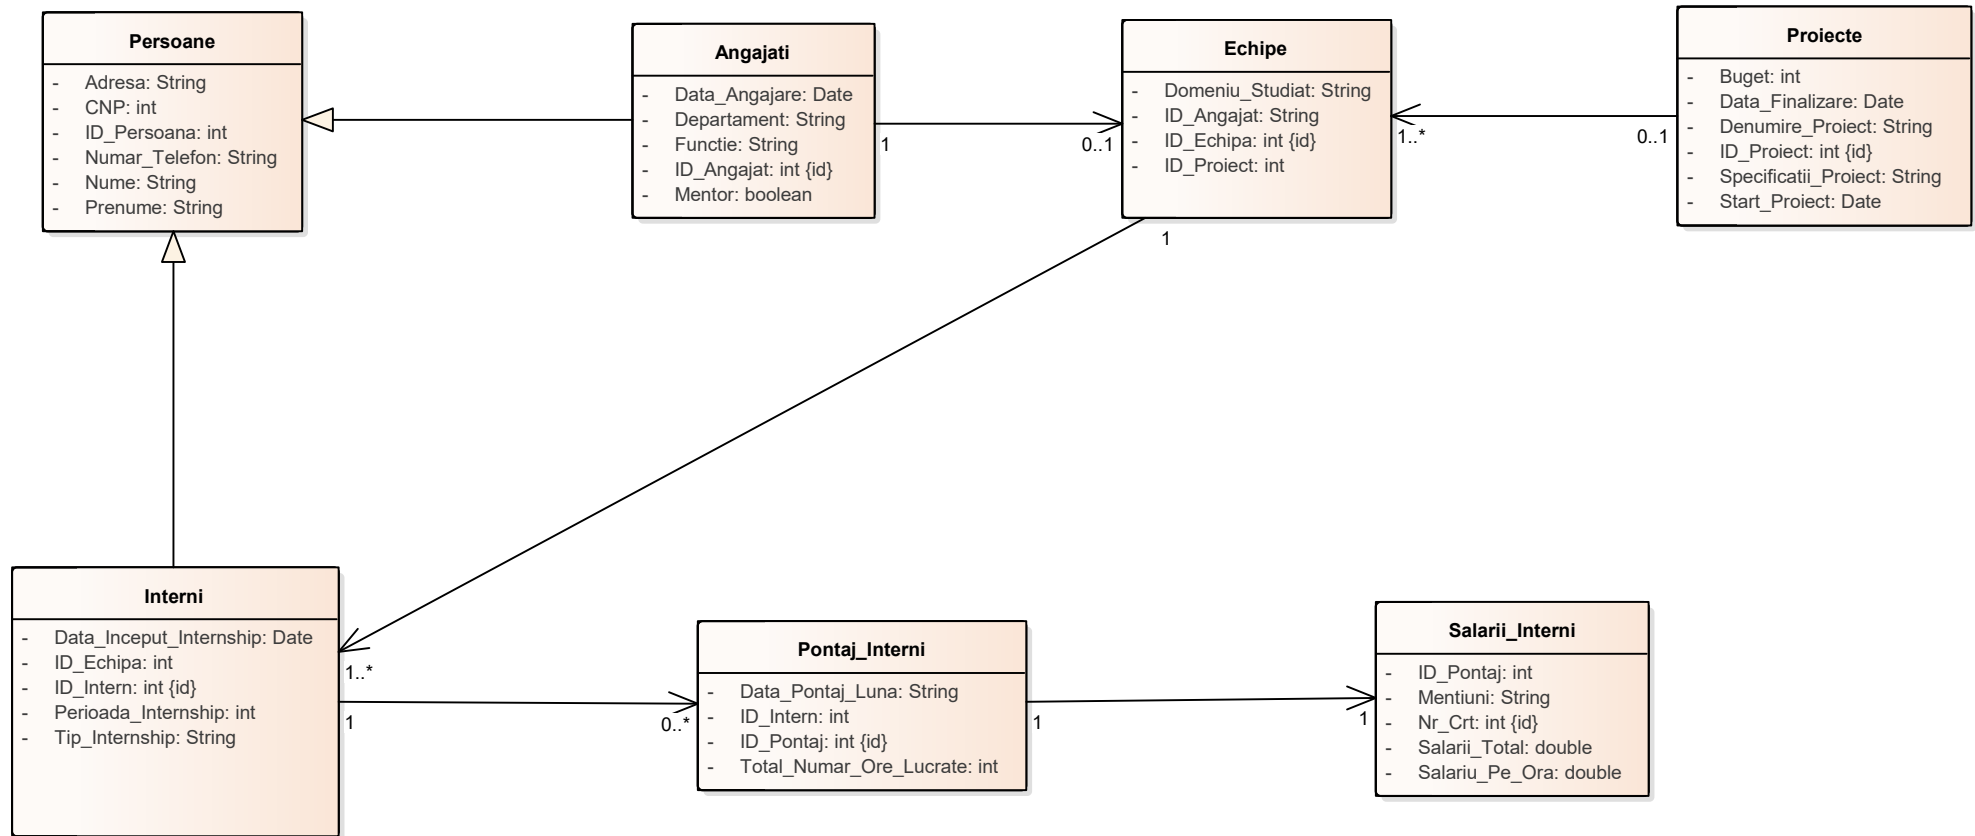 Persoane
- Adresa: String
- CNP: int
- ID_Persoana: int
- Numar_Telefon: String
- Nume: String
- Prenume: String
Angajati
- Data_Angajare: Date
- Departament: String
- Functie: String
- ID_Angajat: int {id}
- Mentor: boolean
1
0..1
Echipe
- Domeniu_Studiat: String
- ID_Angajat: String
- ID_Echipa: int {id}
- ID_Proiect: int
1..*
0..1
1
Proiecte
- Buget: int
- Data_Finalizare: Date
- Denumire_Proiect: String
- ID_Proiect: int {id}
- Specificatii_Proiect: String
- Start_Proiect: Date
Interni
- Data_Inceput_Internship: Date
- ID_Echipa: int
- ID_Intern: int {id}
- Perioada_Internship: int
- Tip_Internship: String
1..*
1
0..*
Pontaj_Interni
- Data_Pontaj_Luna: String
- ID_Intern: int
- ID_Pontaj: int {id}
- Total_Numar_Ore_Lucrate: int
1
1
Salarii_Interni
- ID_Pontaj: int
- Mentiuni: String
- Nr_Crt: int {id}
- Salarii_Total: double
- Salariu_Pe_Ora: double